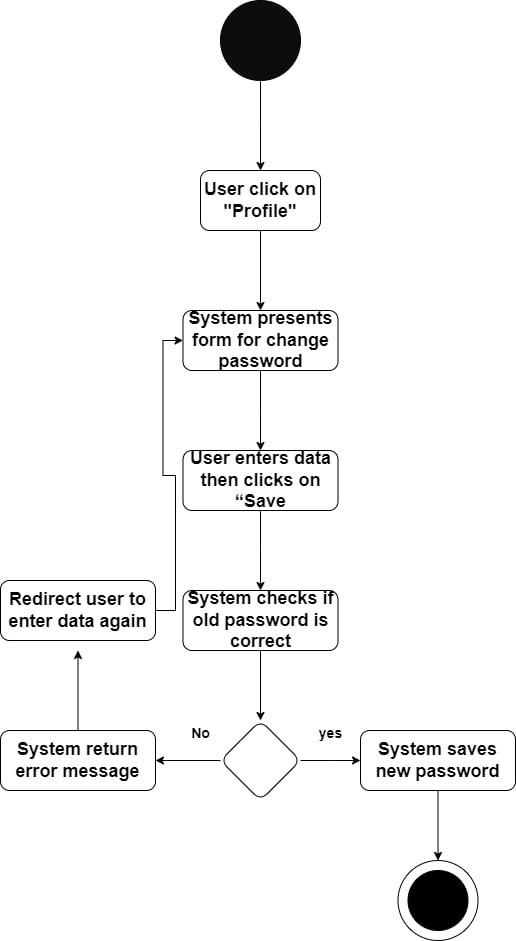 User click on
"Profile"
System presents
form for change
password
User enters data
then clicks on
“Save
Redirect user to
enter data again
System checks if
old password is
correct
No
yes
System return
error message
System saves
new password